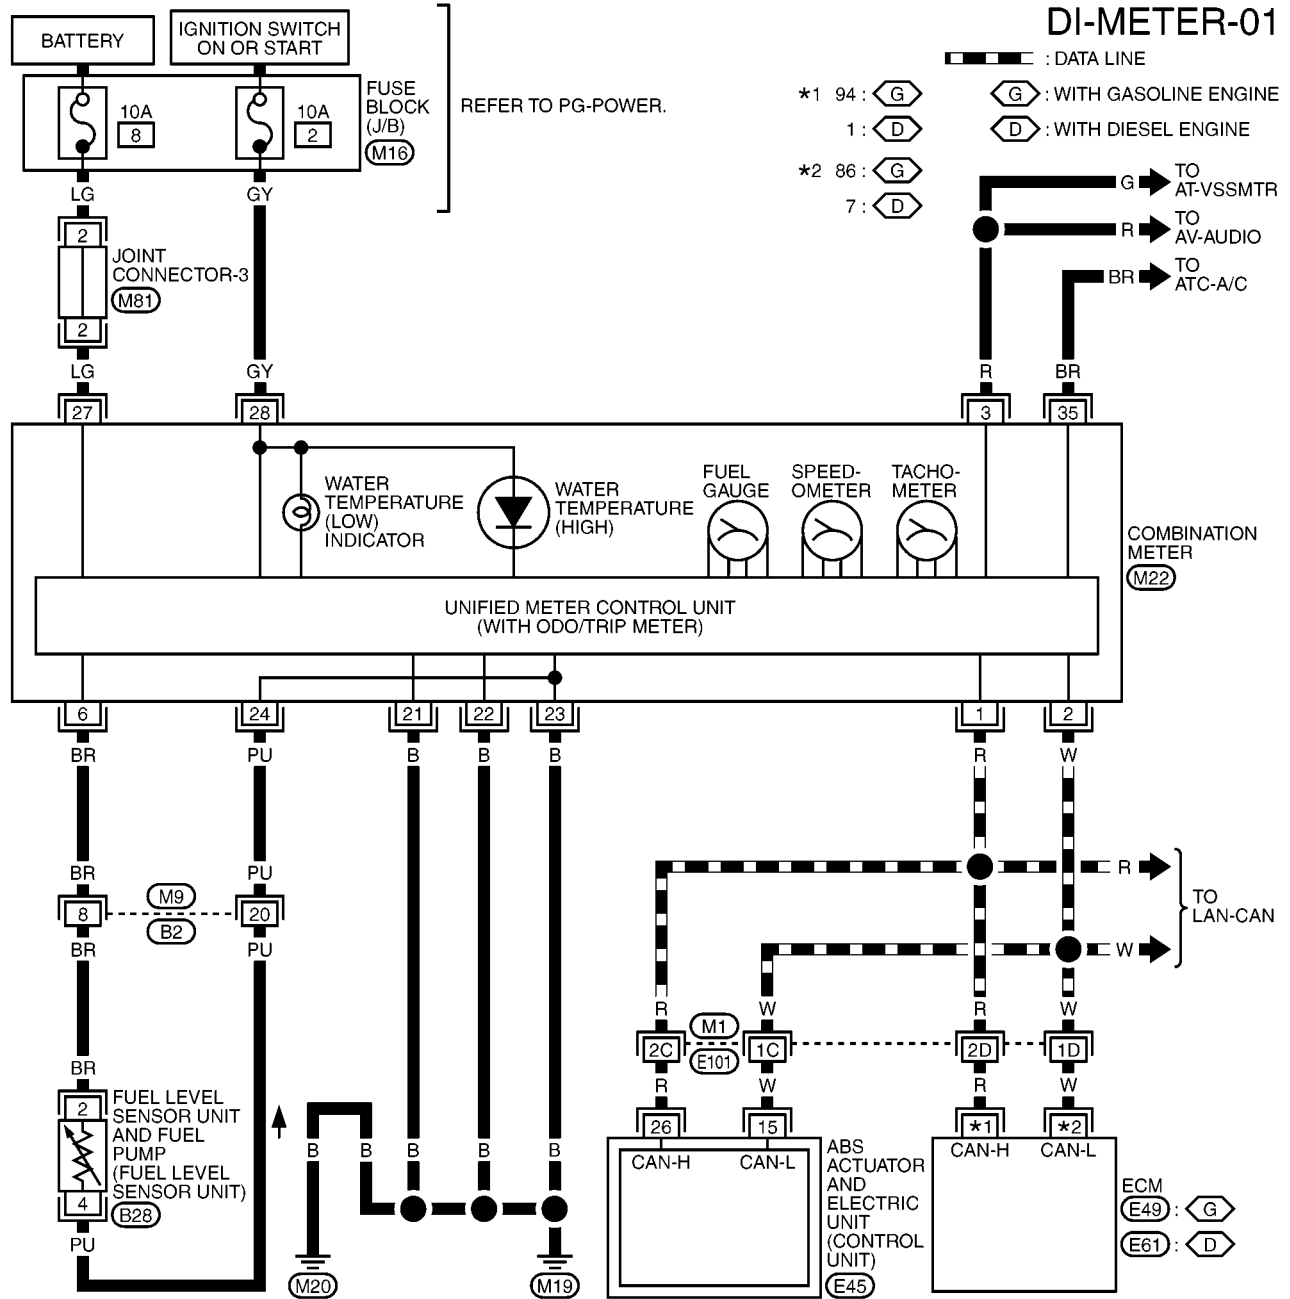 DI-METER-01
BATTERY
IGNITION SWITCH
ON OR START
10A
8
10A
2
FUSE
BLOCK
(J/B)
M16
REFER TO PG-POWER.
: DATA LINE
*1 94 : G
1 : D
*2 86 : G
7 : D
G : WITH GASOLINE ENGINE
D : WITH DIESEL ENGINE
G
TO
AT-VSSMTR
R
TO
AV-AUDIO
BR
TO
ATC-A/C
LG
GY
2
JOINT
CONNECTOR-3
M81
2
LG
GY
R
BR
27
28
3
35
WATER
TEMPERATURE
(LOW)
INDICATOR
WATER
TEMPERATURE
(HIGH)
FUEL
GAUGE
SPEED-
OMETER
TACHO-
METER
COMBINATION
METER
M22
UNIFIED METER CONTROL UNIT
(WITH ODO/TRIP METER)
6
24
21
22
23
1
2
BR
PU
B
B
B
R
W
BR
PU
R
TO
LAN-CAN
W
8
M9
B2
20
BR
PU
R
W
R
W
2C
M1
E101
1C
2D
1D
R
W
R
W
BR
2
FUEL LEVEL
SENSOR UNIT
AND FUEL
PUMP
(FUEL LEVEL
SENSOR UNIT)
B28
4
PU
B
B
B
B
B
M20
M19
26
15
CAN-H
CAN-L
ABS
ACTUATOR
AND
ELECTRIC
UNIT
(CONTROL
UNIT)
E45
*1
*2
CAN-H
CAN-L
ECM
E49 : G
E61 : D